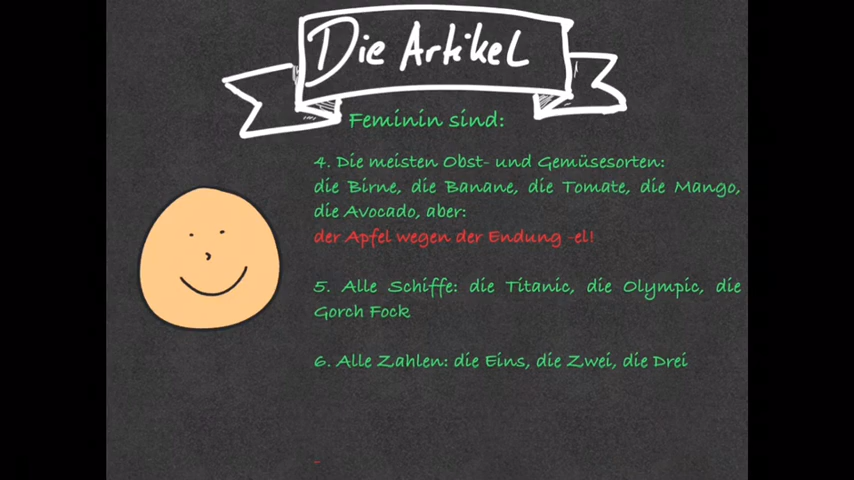 Die Artikel
Feminin sind:
4. Die meisten Obst- und Gemüsesorten:
die Birne, die Banane, die Tomate, die Mango,
die Avocado, aber:
der Apfel wegen der Endung -el!
5. Alle Schiffe: die Titanic, die Olympic, die
Gorch Fock
6. Alle Zahlen: die Eins, die Zwei, die Drei
-